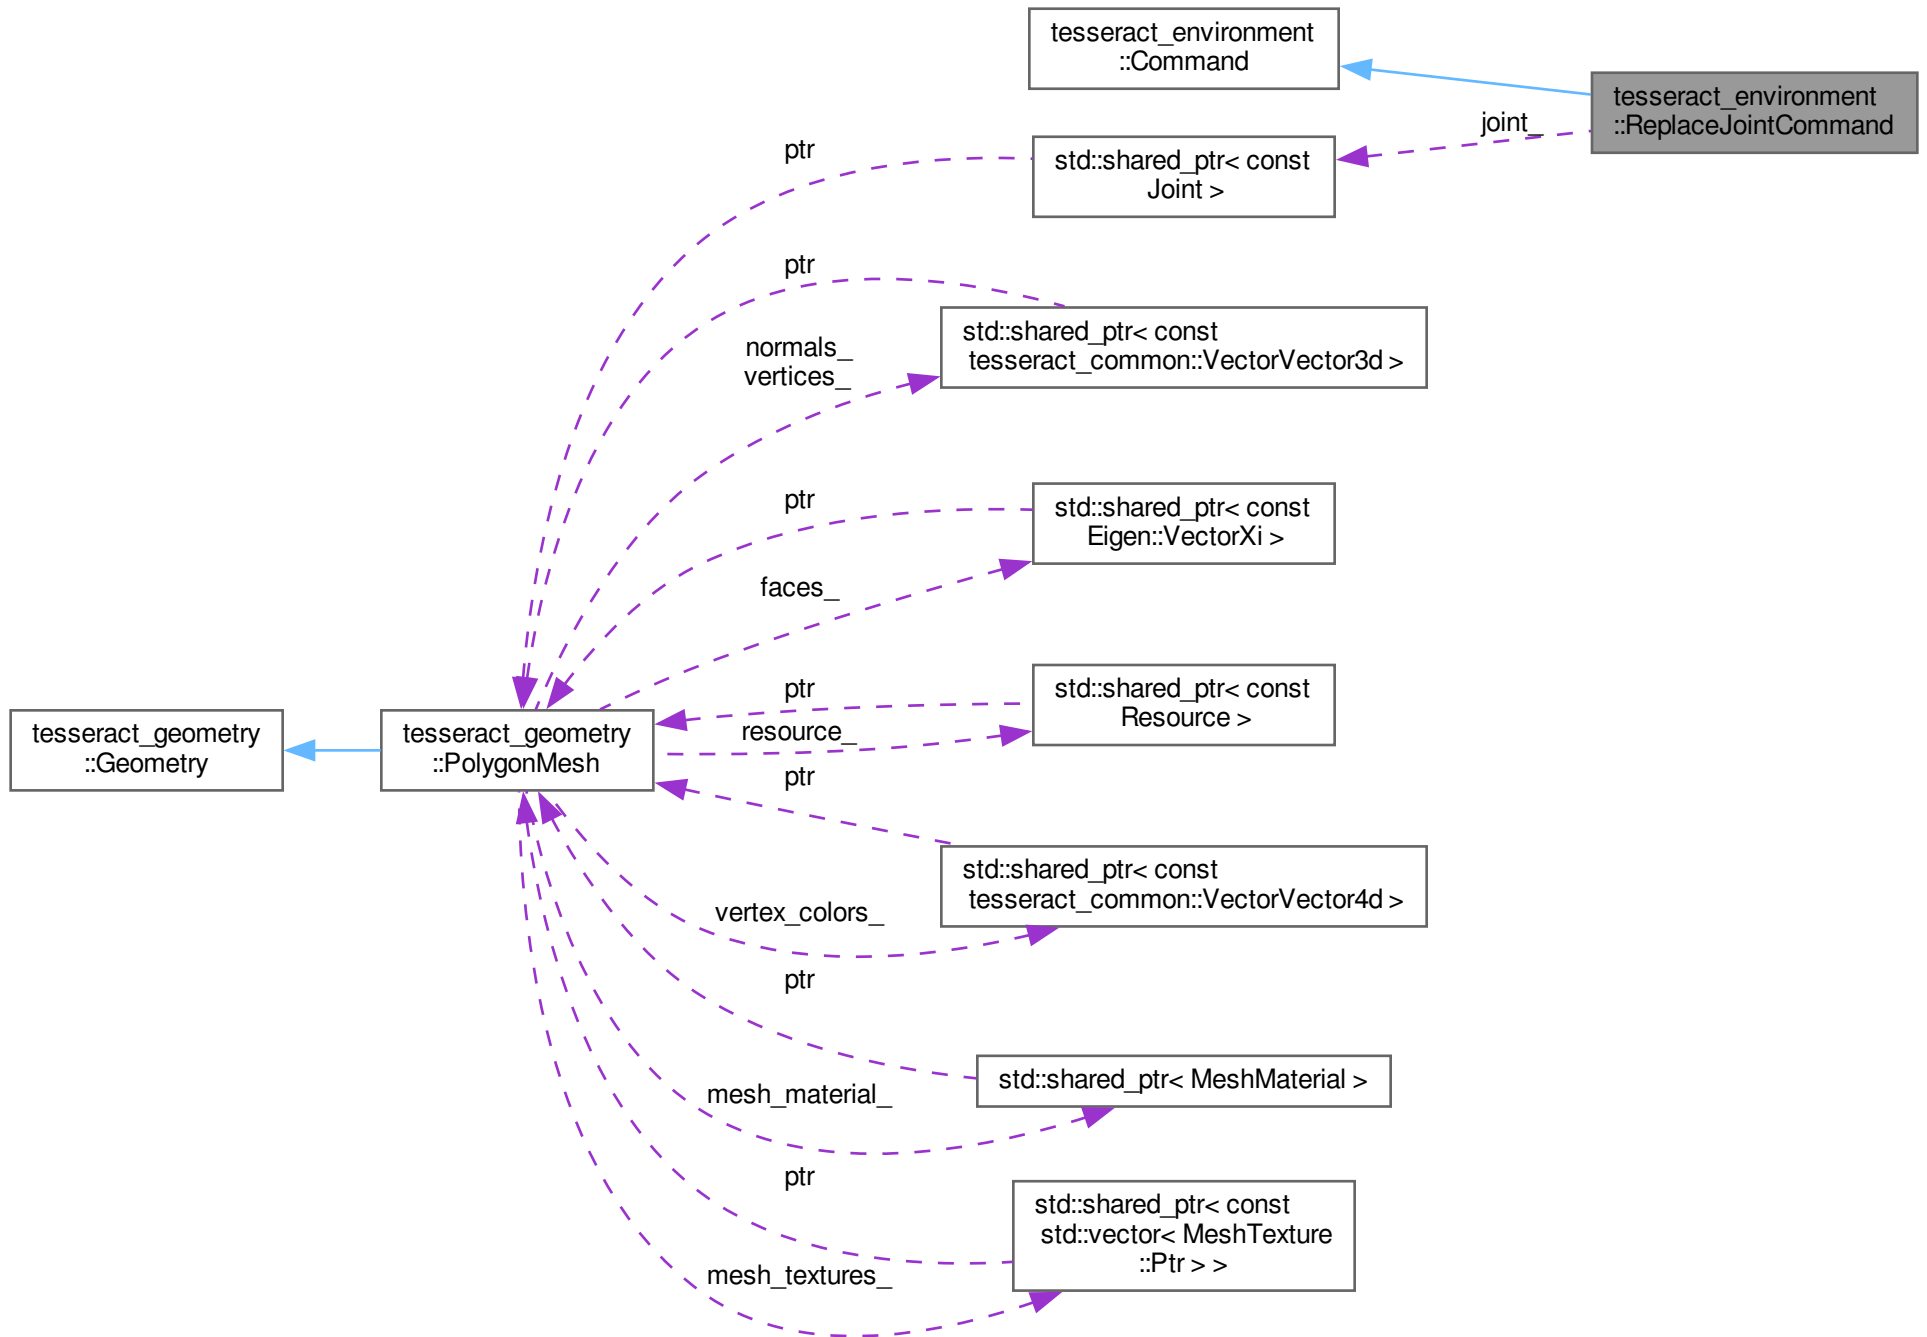 tesseract_environment
::Command
tesseract_environment
::ReplaceJointCommand
joint_
ptr
std::shared_ptr< const
Joint >
ptr
std::shared_ptr< const
tesseract_common::VectorVector3d >
normals_
vertices_
ptr
std::shared_ptr< const
Eigen::VectorXi >
faces_
ptr
std::shared_ptr< const
Resource >
resource_
tesseract_geometry
::Geometry
tesseract_geometry
::PolygonMesh
ptr
std::shared_ptr< const
tesseract_common::VectorVector4d >
vertex_colors_
ptr
std::shared_ptr< MeshMaterial >
mesh_material_
ptr
std::shared_ptr< const
std::vector< MeshTexture
::Ptr > >
mesh_textures_